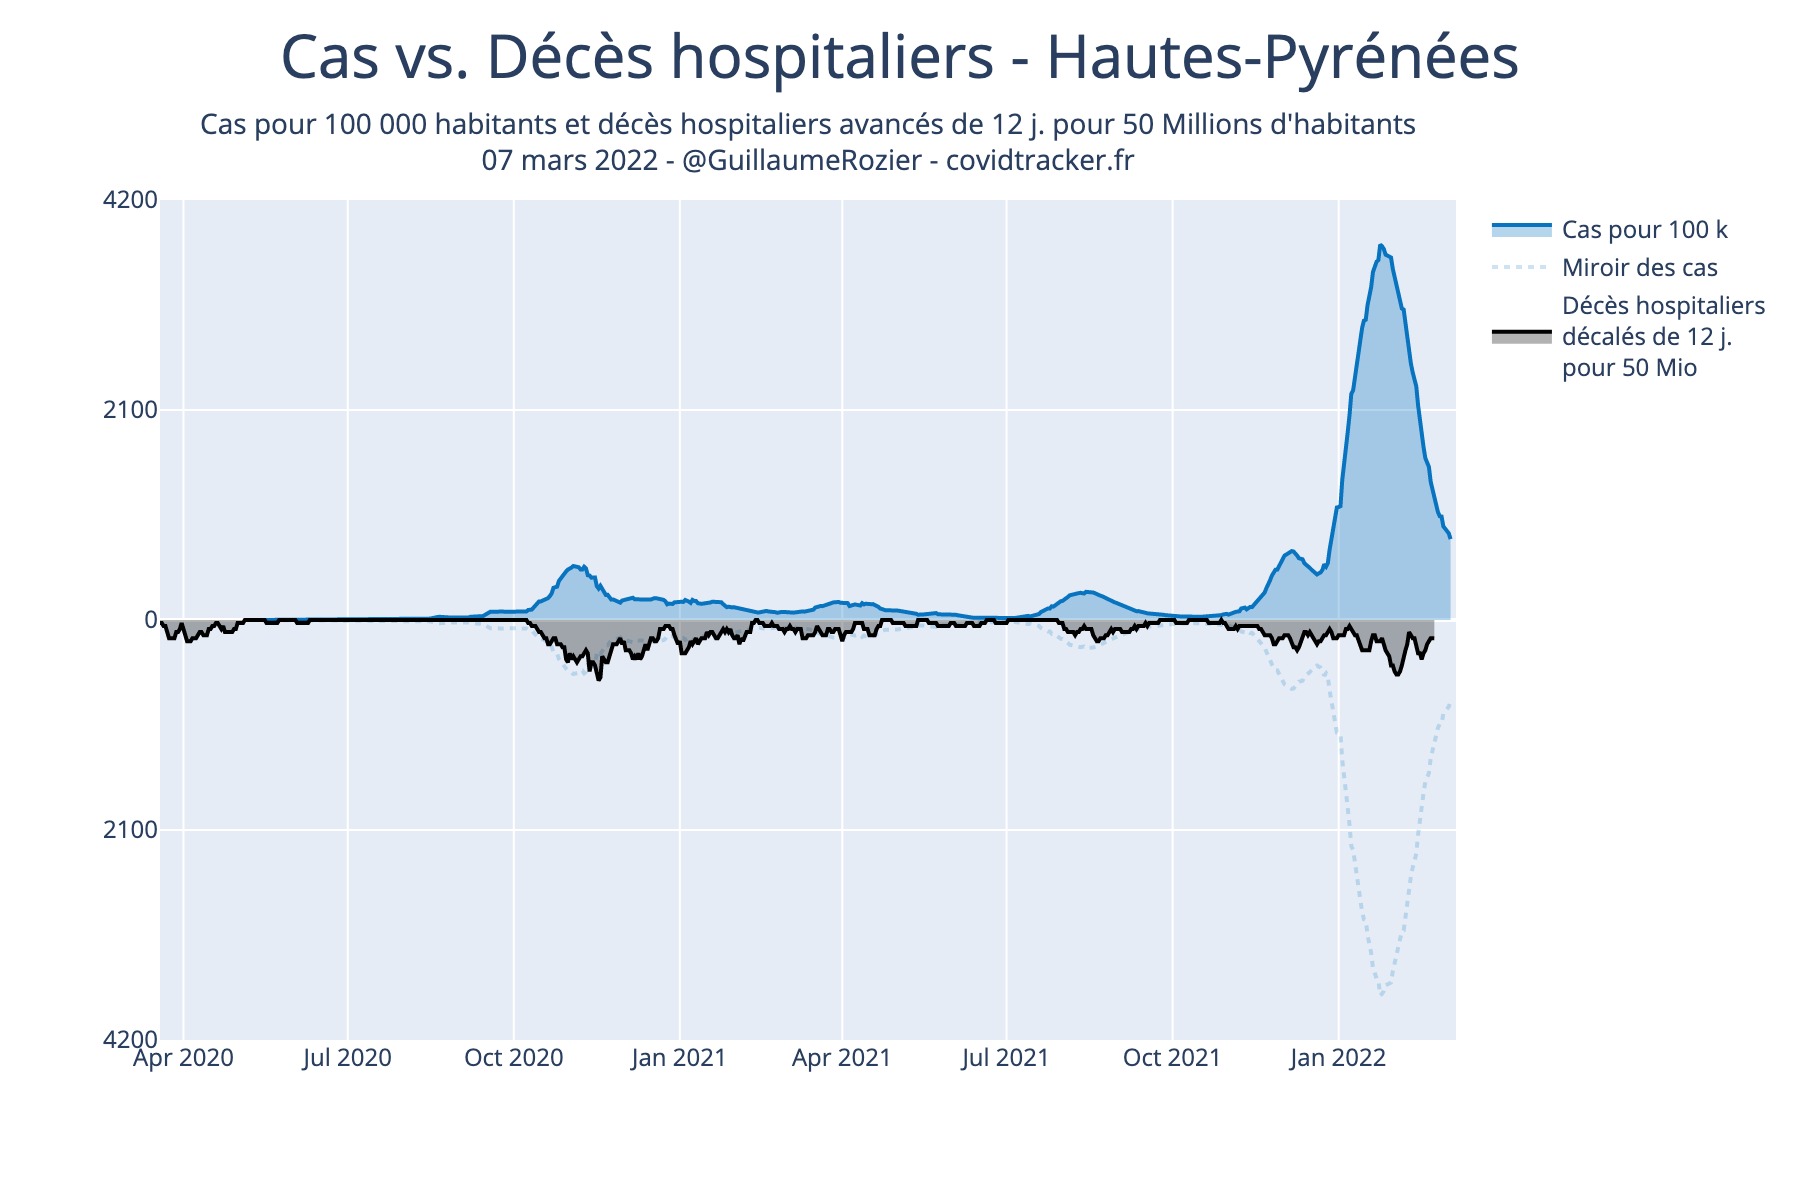 Cas vs. Décès hospitaliers - Hautes-Pyrénées
Cas pour 100 000 habitants et décès hospitaliers avancés de 12 j. pour 50 Millions d'habitants
07 mars 2022 - @GuillaumeRozier - covidtracker.fr
4200
2100
0
2100
4200
Apr 2020
Jul 2020
Oct 2020
Jan 2021
Apr 2021
Jul 2021
Oct 2021
Jan 2022
Cas pour 100 k
Miroir des cas
Décès hospitaliers
décalés de 12 j.
pour 50 Mio